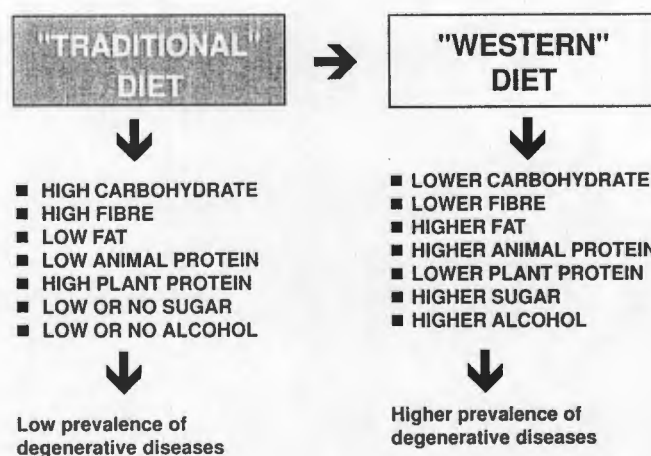 "TRADITIONAL"
DIET
■ HIGH CARBOHYDRATE
■ HIGH FIBRE
■ LOW FAT
■ LOW ANIMAL PROTEIN
■ HIGH PLANT PROTEIN
■ LOW OR NO SUGAR
■ LOW OR NO ALCOHOL
Low prevalence of
degenerative diseases
"WESTERN"
DIET
■ LOWER CARBOHYDRATE
■ LOWER FIBRE
■ HIGHER FAT
■ HIGHER ANIMAL PROTEIN
■ LOWER PLANT PROTEIN
■ HIGHER SUGAR
■ HIGHER ALCOHOL
Higher prevalence of
degenerative diseases